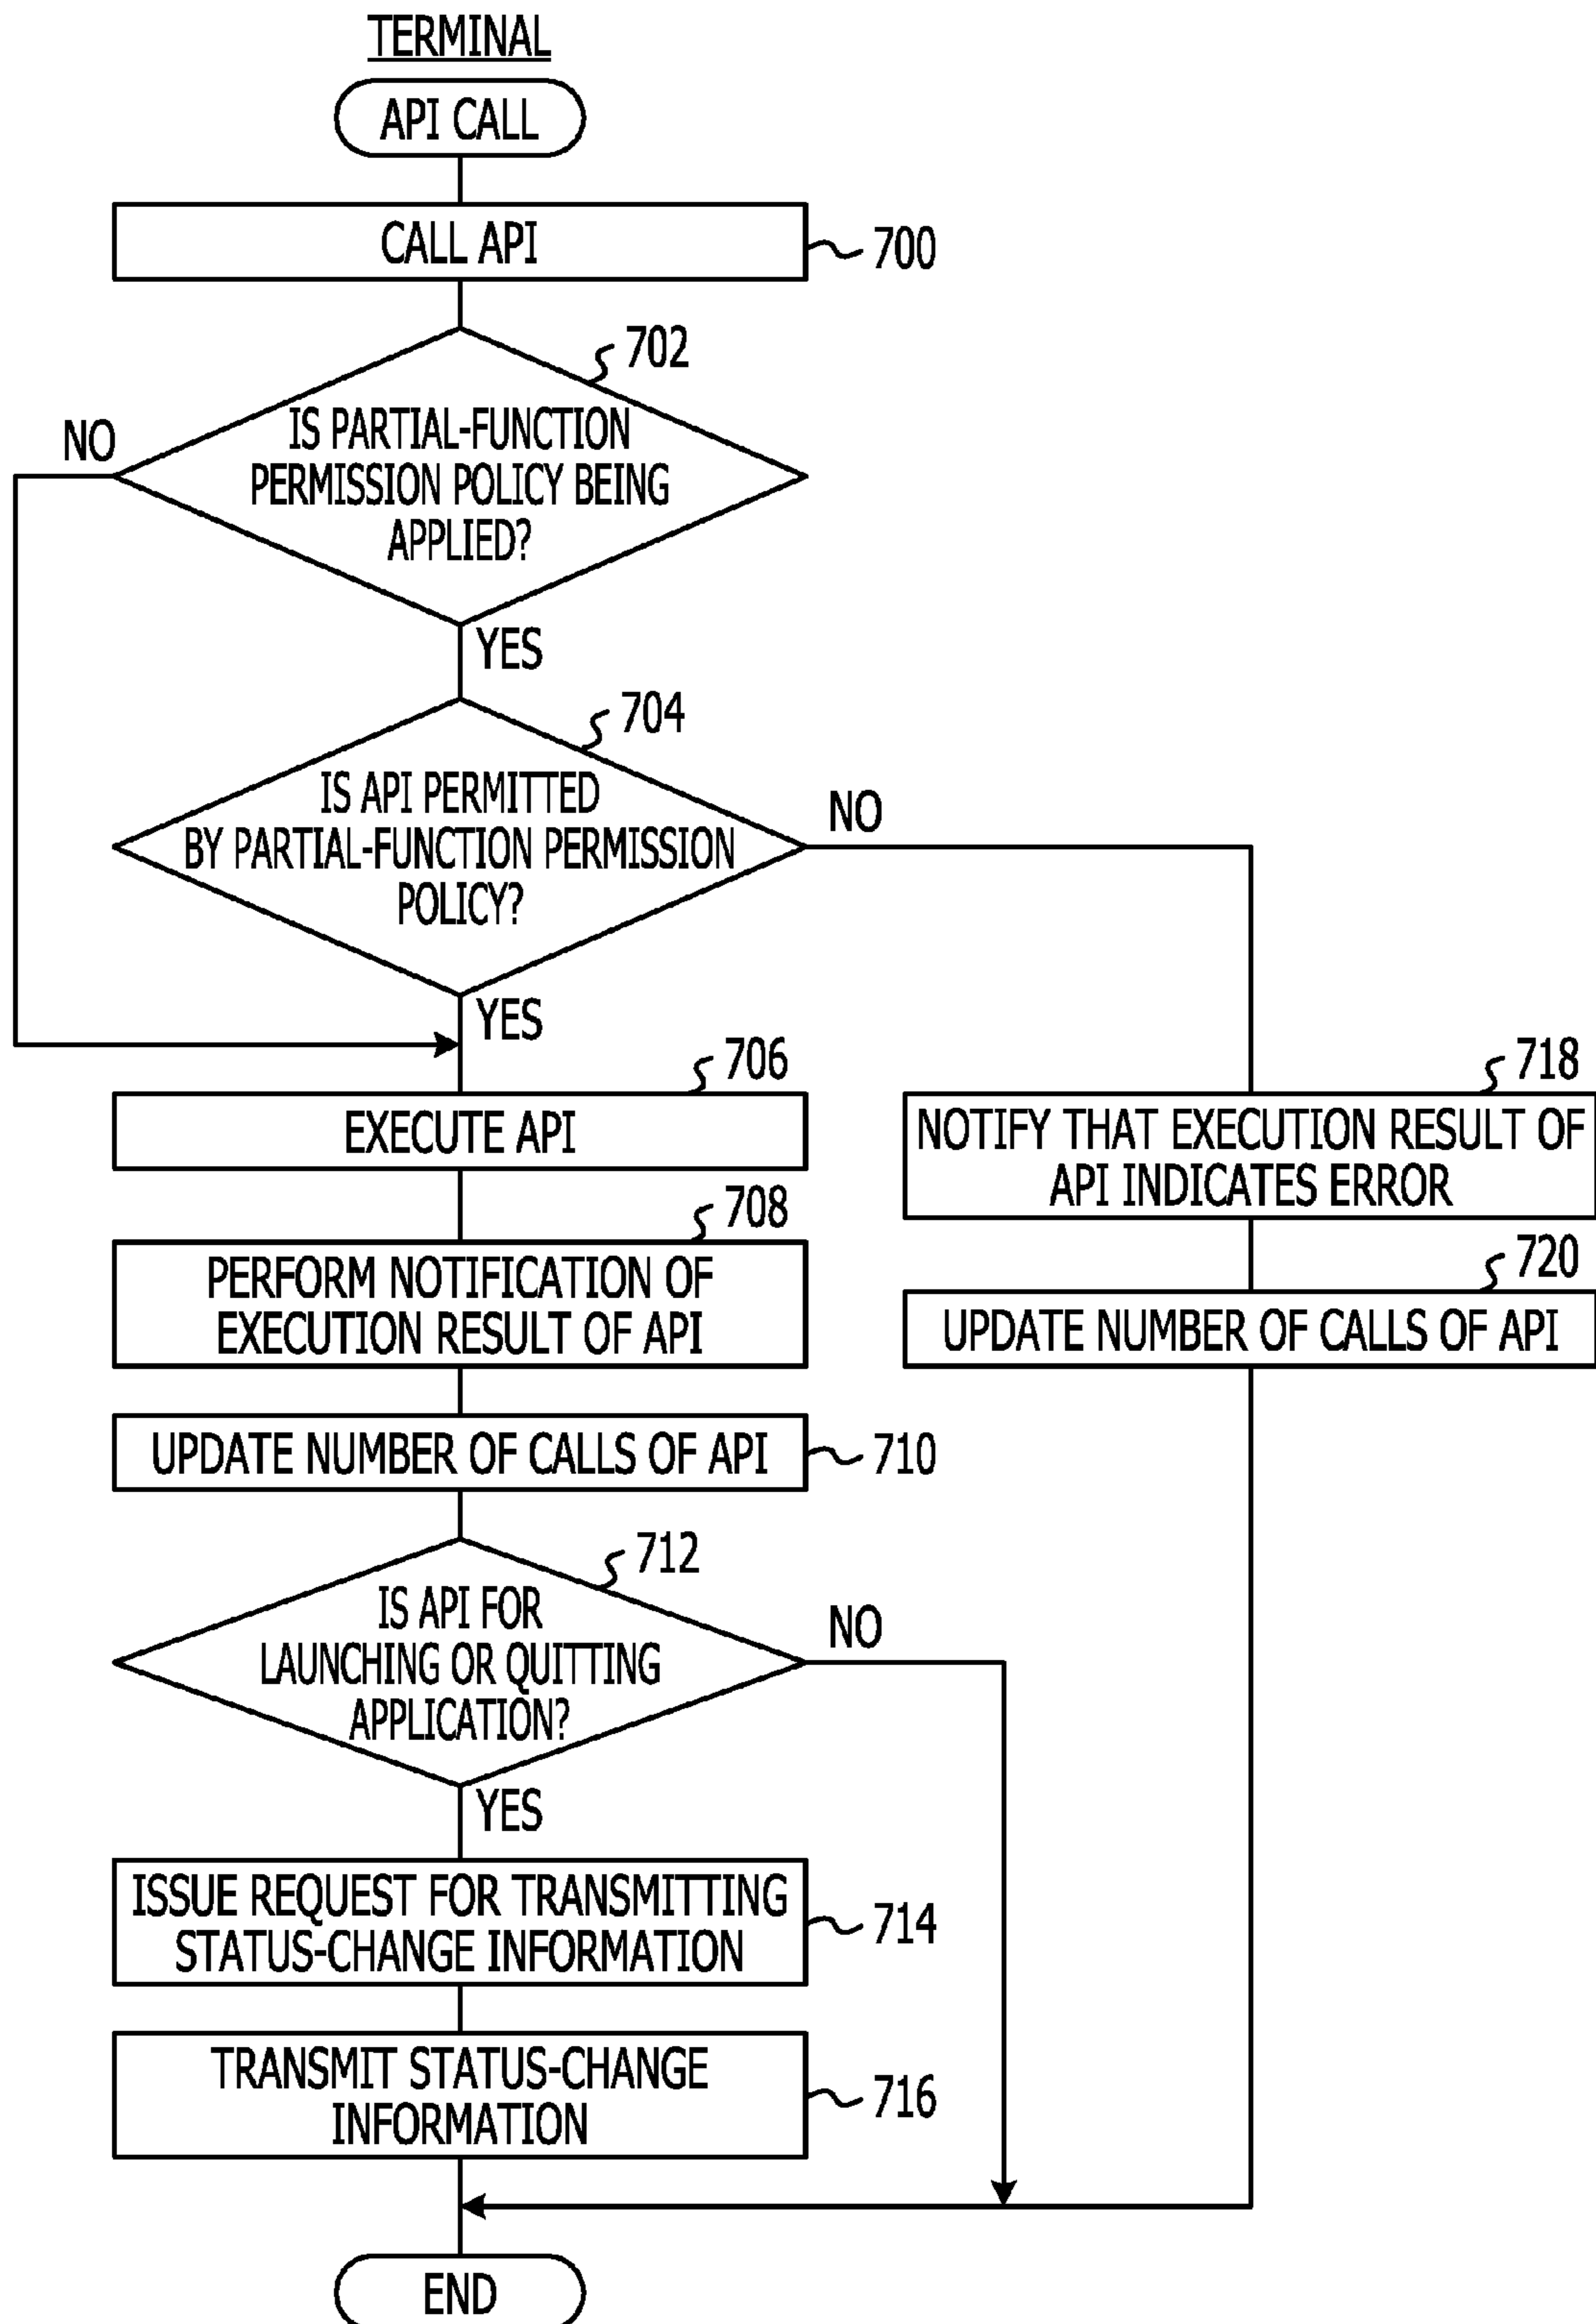 TERMINAL
API CALL
CALL API
700
702
IS PARTIAL-FUNCTION
PERMISSION POLICY BEING
APPLIED?
NO
YES
704
IS API PERMITTED
BY PARTIAL-FUNCTION PERMISSION
POLICY?
NO
YES
706
EXECUTE API
708
PERFORM NOTIFICATION OF
EXECUTION RESULT OF API
UPDATE NUMBER OF CALLS OF API
710
712
IS API FOR
LAUNCHING OR QUITTING
APPLICATION?
NO
YES
ISSUE REQUEST FOR TRANSMITTING
STATUS-CHANGE INFORMATION
714
TRANSMIT STATUS-CHANGE
INFORMATION
716
718
NOTIFY THAT EXECUTION RESULT OF
API INDICATES ERROR
720
UPDATE NUMBER OF CALLS OF API
END